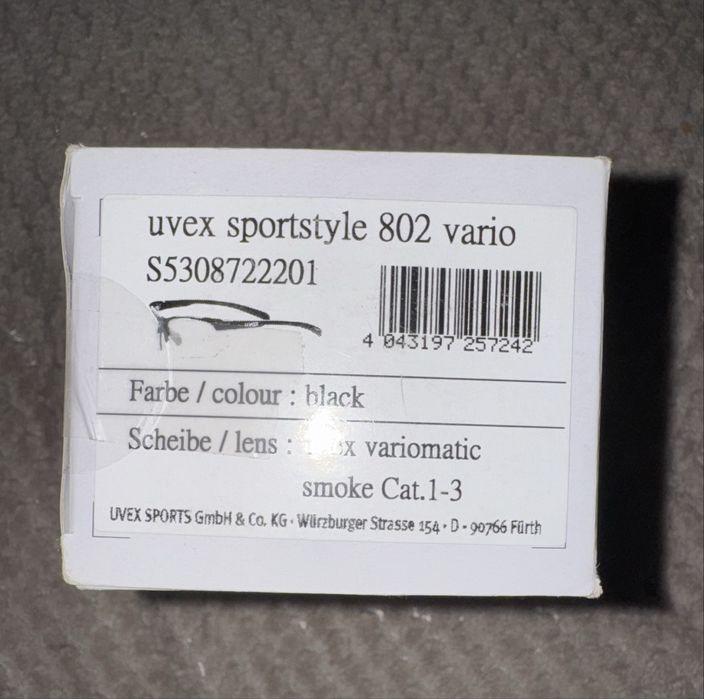 uvex sportstyle 802 vario
S5308722201
4 043197 257242
Farbe / colour : black
Scheibe / lens : variomatic
smoke Cat.1-3
UVEX SPORTS GmbH & Co. KG · Würzburger Strasse 154 · D - 90766 Fürth